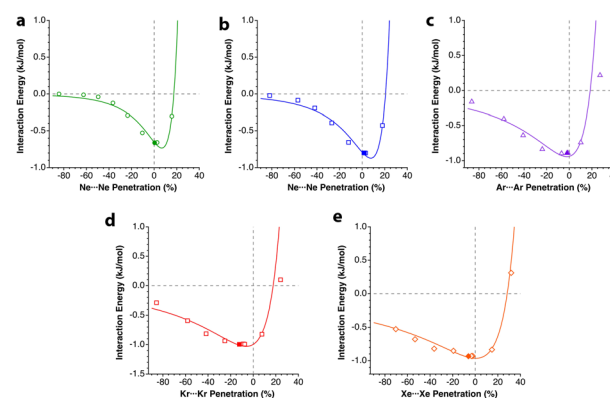 a
b
c
Interaction Energy (kJ/mol)
1.0
0.5
0.0
-0.5
-1.0
-80 -60 -40 -20 0 20 40
Ne···Ne Penetration (%)
Interaction Energy (kJ/mol)
1.0
0.5
0.0
-0.5
-1.0
-80 -60 -40 -20 0 20 40
Ne···Ne Penetration (%)
Interaction Energy (kJ/mol)
1.0
0.5
0.0
-0.5
-1.0
-80 -60 -40 -20 0 20
Ar···Ar Penetration (%)
d
e
Interaction Energy (kJ/mol)
1.0
0.5
0.0
-0.5
-1.0
-1.5
-80 -60 -40 -20 0 20 40
Kr···Kr Penetration (%)
Interaction Energy (kJ/mol)
1.0
0.5
0.0
-0.5
-1.0
-80 -60 -40 -20 0 20 40
Xe···Xe Penetration (%)